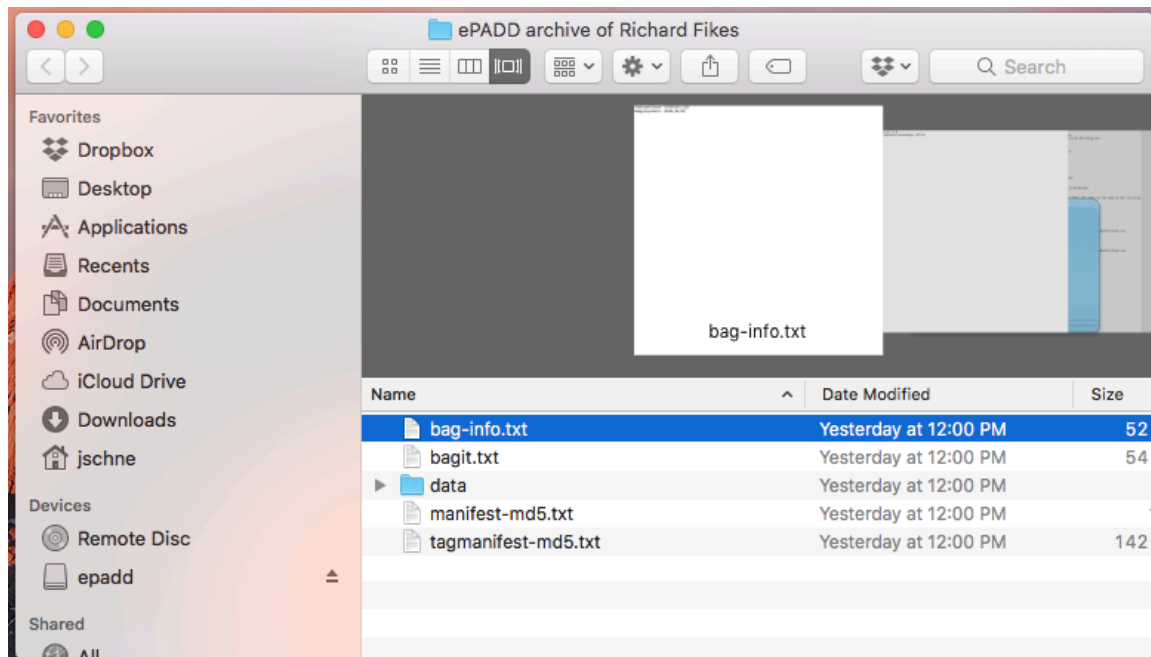 ePADD archive of Richard Fikes
Search
Favorites
Dropbox
Desktop
Applications
Recents
Documents
AirDrop
iCloud Drive
Downloads
jschne
Devices
Remote Disc
epadd
Shared
All
bag-info.txt
Name Date Modified Size
bag-info.txt Yesterday at 12:00 PM 52
bagit.txt Yesterday at 12:00 PM 54
data Yesterday at 12:00 PM
manifest-md5.txt Yesterday at 12:00 PM
tagmanifest-md5.txt Yesterday at 12:00 PM 142